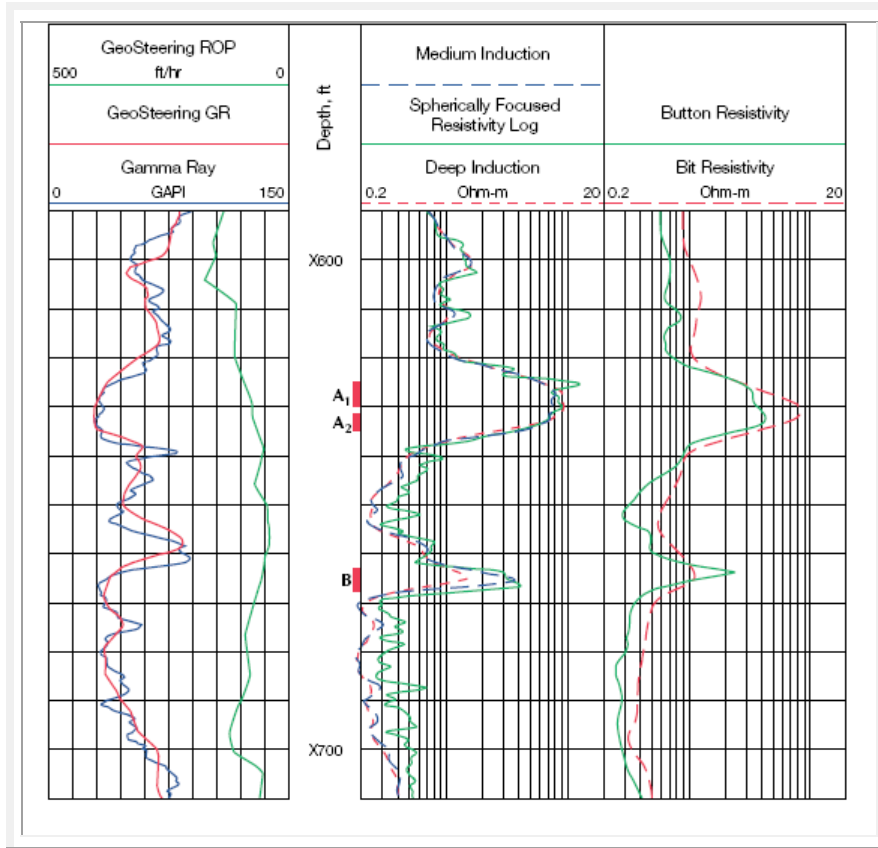 GeoSteering ROP
500 ft/hr 0
GeoSteering GR
Gamma Ray
0 GAPI 150
Depth, ft
Medium Induction
Spherically Focused
Resistivity Log
Deep Induction
0.2 Ohm-m 20
Button Resistivity
Bit Resistivity
0.2 Ohm-m 20
X600
A1
A2
B
X700